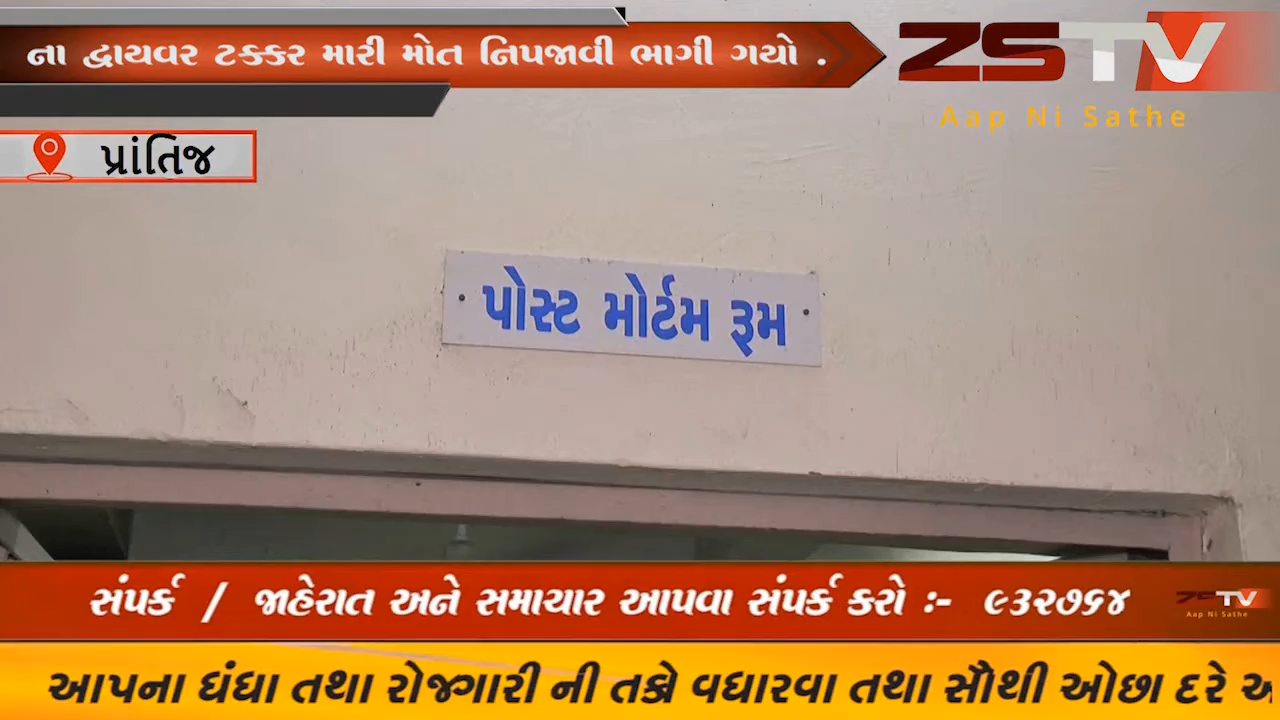 ના દ્વાયવર ટક્કર મારી મોત નિપજાવી ભાગી ગયો .
ZSTV
Aap Ni Sathe
પ્રાંતિજ
પોસ્ટ મોર્ટમ રૂમ
સંપર્ક / જાહેરાત અને સમાચાર આપવા સંપર્ક કરો :- ૯૩૨૭૬૪
ZSTV
Aap Ni Sathe
આપના ધંધા તથા રોજગારી ની તકો વધારવા તથા સૌથી ઓછા દરે